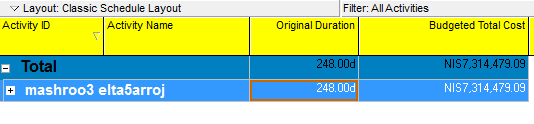 Layout: Classic Schedule Layout Filter: All Activities
Activity ID Activity Name Original Duration Budgeted Total Cost
Total 248.00d NIS7,314,479.09
mashroo3 elta5arroj 248.00d NIS7,314,479.09